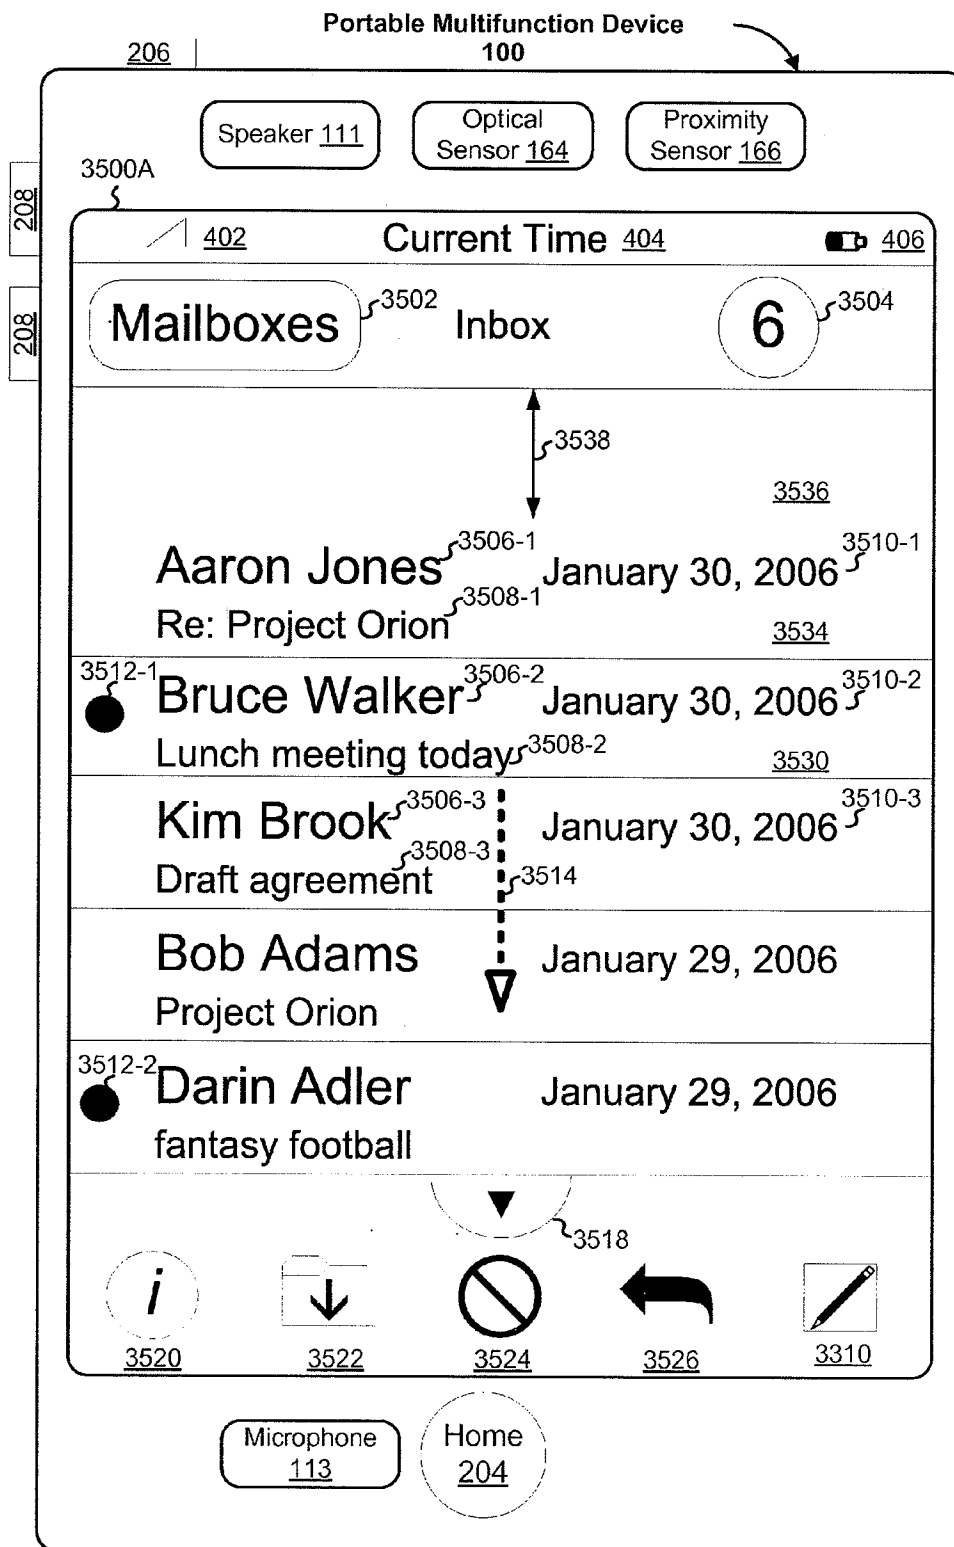 Portable Multifunction Device
100
206
Speaker 111
Optical
Sensor 164
Proximity
Sensor 166
208
208
3500A
402 Current Time 404 406
Mailboxes 3502 Inbox 6 3504
3538
3536
Aaron Jones 3506-1 January 30, 2006 3510-1
Re: Project Orion 3508-1 3534
3512-1 Bruce Walker 3506-2 January 30, 2006 3510-2
Lunch meeting today 3508-2 3530
Kim Brook 3506-3 January 30, 2006 3510-3
Draft agreement 3508-3 3514
Bob Adams January 29, 2006
Project Orion
3512-2 Darin Adler January 29, 2006
fantasy football
3518
i
3520 3522 3524 3526 3310
Microphone
113
Home
204